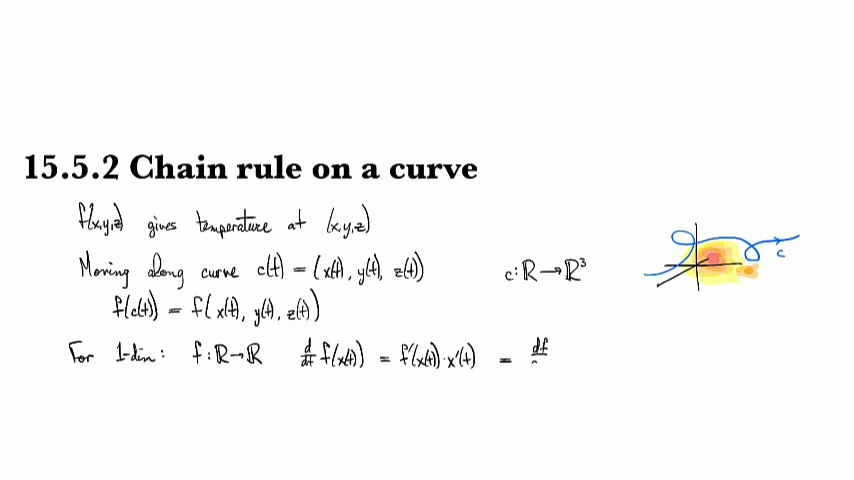 15.5.2 Chain rule on a curve
f(x,y,z) gives temperature at (x,y,z)
Moving along curve c(t) = (x(t), y(t), z(t)) c: ℝ → ℝ³
c
f(c(t)) = f(x(t), y(t), z(t))
For 1-dim: f: ℝ → ℝ d/dt f(x(t)) = f'(x(t)) · x'(t) = df